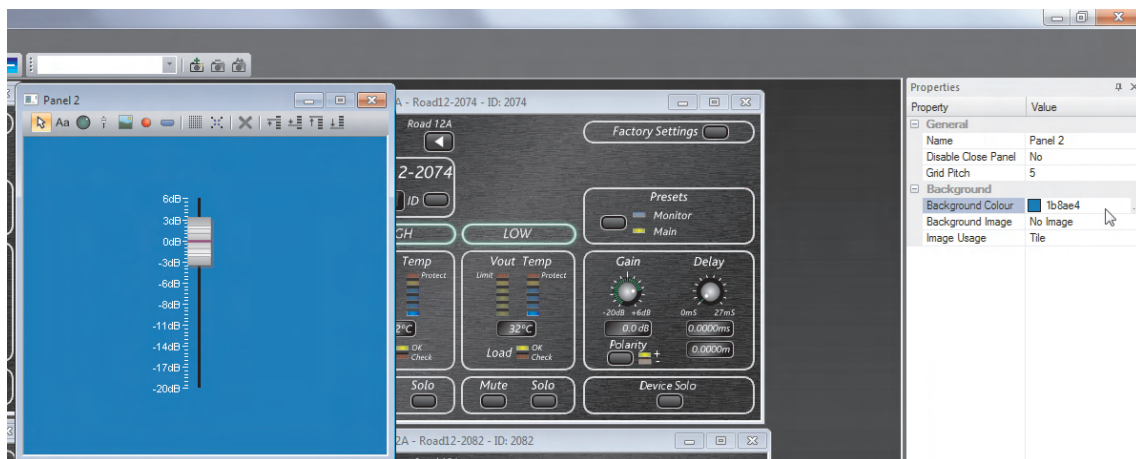 Panel 2
Aa
6dB
3dB
0dB
-3dB
-6dB
-8dB
-11dB
-14dB
-17dB
-20dB
A - Road12-2074 - ID: 2074
Road 12A
Factory Settings
2-2074
ID
Presets
Monitor
Main
GH
LOW
Temp
Protect
2°C
OK
Check
Solo
Vout Temp
Limit
Protect
32°C
Load
OK
Check
Mute Solo
Gain
Delay
-20dB +6dB
0mS 27mS
0.0 dB
0.0000ms
Polarity
+
-
0.0000m
Device Solo
2A - Road12-2082 - ID: 2082
Properties
Property Value
General
Name Panel 2
Disable Close Panel No
Grid Pitch 5
Background
Background Colour 1b8ae4
Background Image No Image
Image Usage Tile